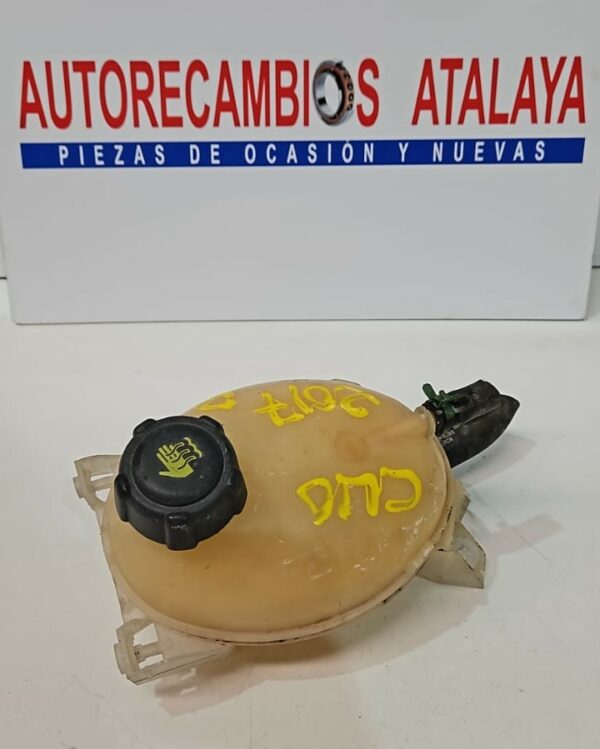 AUTORECAMBIOS ATALAYA
PIEZAS DE OCASIÓN Y NUEVAS
2017
CLIO